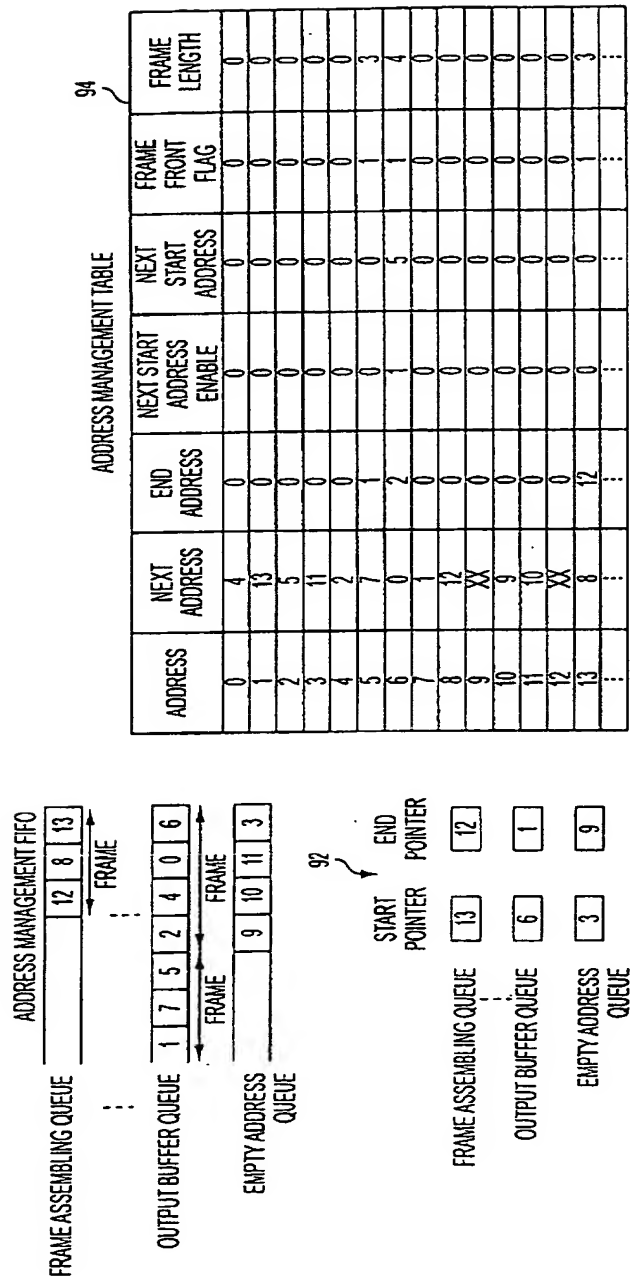 ADDRESS MANAGEMENT FIFO
FRAME ASSEMBLING QUEUE
12 8 13
FRAME
OUTPUT BUFFER QUEUE
1 7 5 2 4 0 6
FRAME FRAME
EMPTY ADDRESS
QUEUE
9 10 11 3
92
START
POINTER
END
POINTER
FRAME ASSEMBLING QUEUE 13 12
OUTPUT BUFFER QUEUE 6 1
EMPTY ADDRESS
QUEUE
3 9
ADDRESS MANAGEMENT TABLE
94
ADDRESS
NEXT
ADDRESS
END
ADDRESS
NEXT START
ADDRESS
ENABLE
NEXT
START
ADDRESS
FRAME
FRONT
FLAG
FRAME
LENGTH
0 4 0 0 0 0 0
1 13 0 0 0 0 0
2 5 0 0 0 0 0
3 11 0 0 0 0 0
4 2 0 0 0 0 0
5 7 1 0 0 1 3
6 0 2 1 5 1 4
7 1 0 0 0 0 0
8 12 0 0 0 0 0
9 XX 0 0 0 0 0
10 9 0 0 0 0 0
11 10 0 0 0 0 0
12 XX 0 0 0 0 0
13 8 12 0 0 1 3